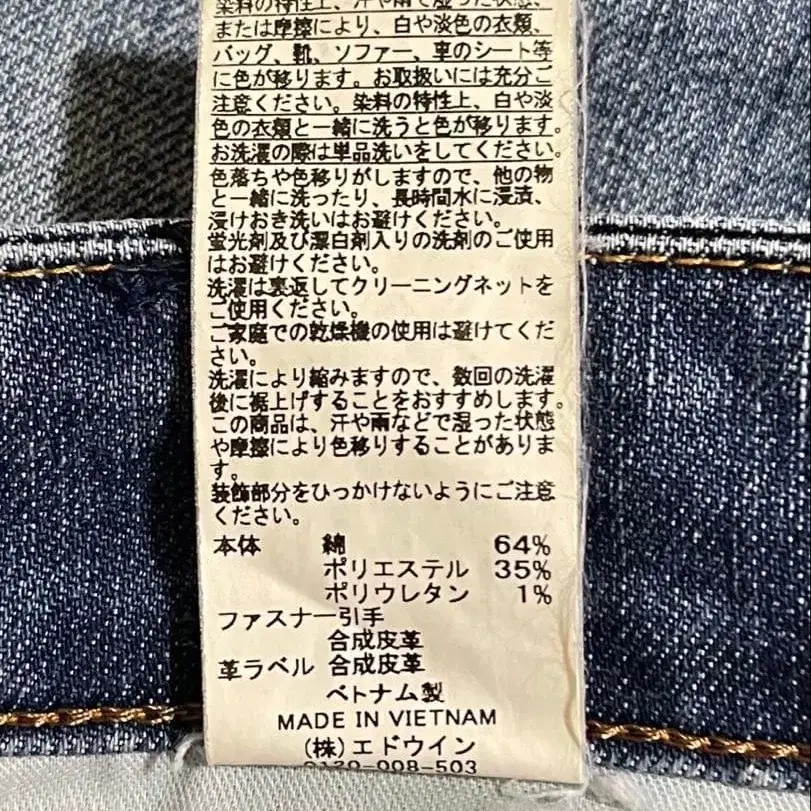 染料の特性上、汗や雨で湿った状態、
または摩擦により、白や淡色の衣類、
バッグ、靴、ソファー、車のシート等
に色が移ります。お取扱いには充分ご
注意ください。染料の特性上、白や淡
色の衣類と一緒に洗うと色が移ります。
お洗濯の際は単品洗いをしてください。
色落ちや色移りがしますので、他の物
と一緒に洗ったり、長時間水に浸漬、
浸けおき洗いはお避けください。
蛍光剤及び漂白剤入りの洗剤のご使用
はお避けください。
洗濯は裏返してクリーニングネットを
ご使用ください。
ご家庭での乾燥機の使用は避けてくだ
さい。
洗濯により縮みますので、数回の洗濯
後に裾上げすることをおすすめします。
この商品は、汗や雨などで湿った状態
や摩擦により色移りすることがありま
す。
装飾部分をひっかけないようにご注意
ください。
本体 綿 64%
ポリエステル 35%
ポリウレタン 1%
ファスナー引手
合成皮革
革ラベル 合成皮革
ベトナム製
MADE IN VIETNAM
(株)エドウイン
0120-008-503